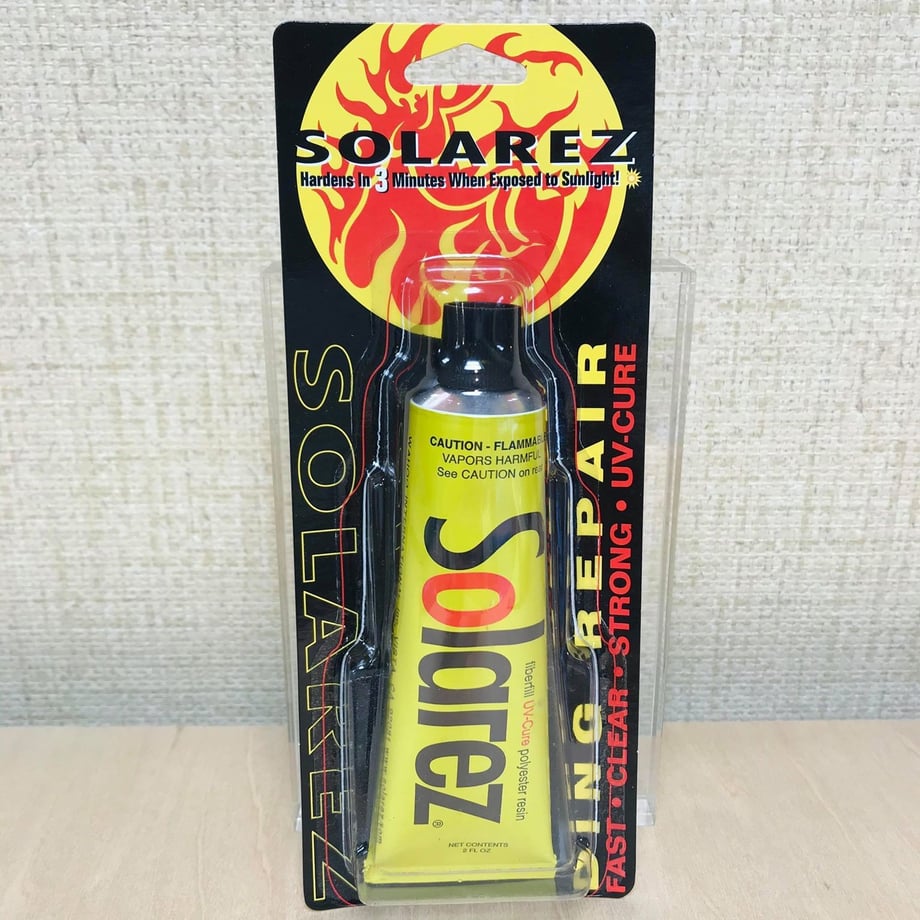 SOLAREZ
Hardens In 3 Minutes When Exposed to Sunlight!
SOLAREZ
CAUTION - FLAMMABLE
VAPORS HARMFUL
See CAUTION on rear
Solarez®
fiberfill UV-Cure polyester resin
NET CONTENTS
2 FL OZ
DING REPAIR
FAST • CLEAR • STRONG • UV-CURE